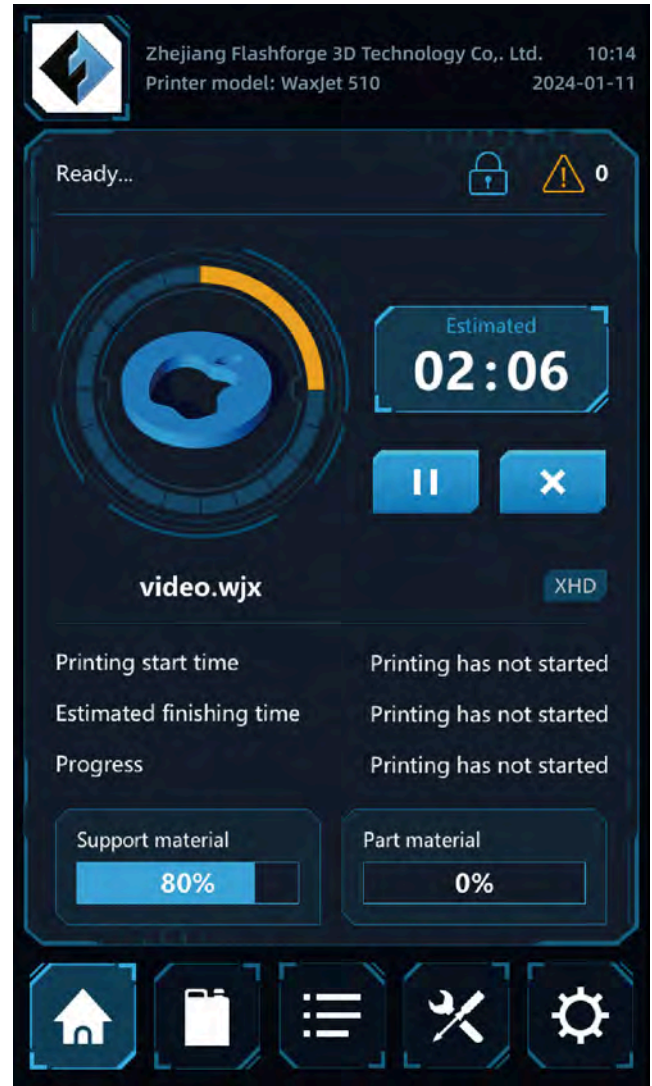 Zhejiang Flashforge 3D Technology Co,. Ltd. 10:14
Printer model: WaxJet 510 2024-01-11
Ready... 0
Estimated
02:06
video.wjx XHD
Printing start time Printing has not started
Estimated finishing time Printing has not started
Progress Printing has not started
Support material Part material
80% 0%